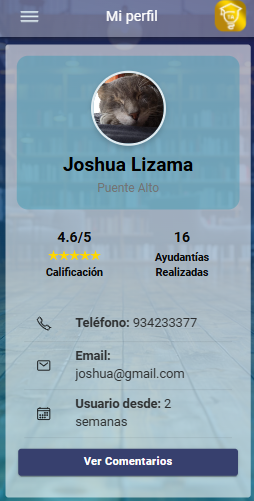 Mi perfil
Joshua Lizama
Puente Alto
4.6/5
Calificación
16
Ayudantías
Realizadas
Teléfono: 934233377
Email:
joshua@gmail.com
Usuario desde: 2
semanas
Ver Comentarios